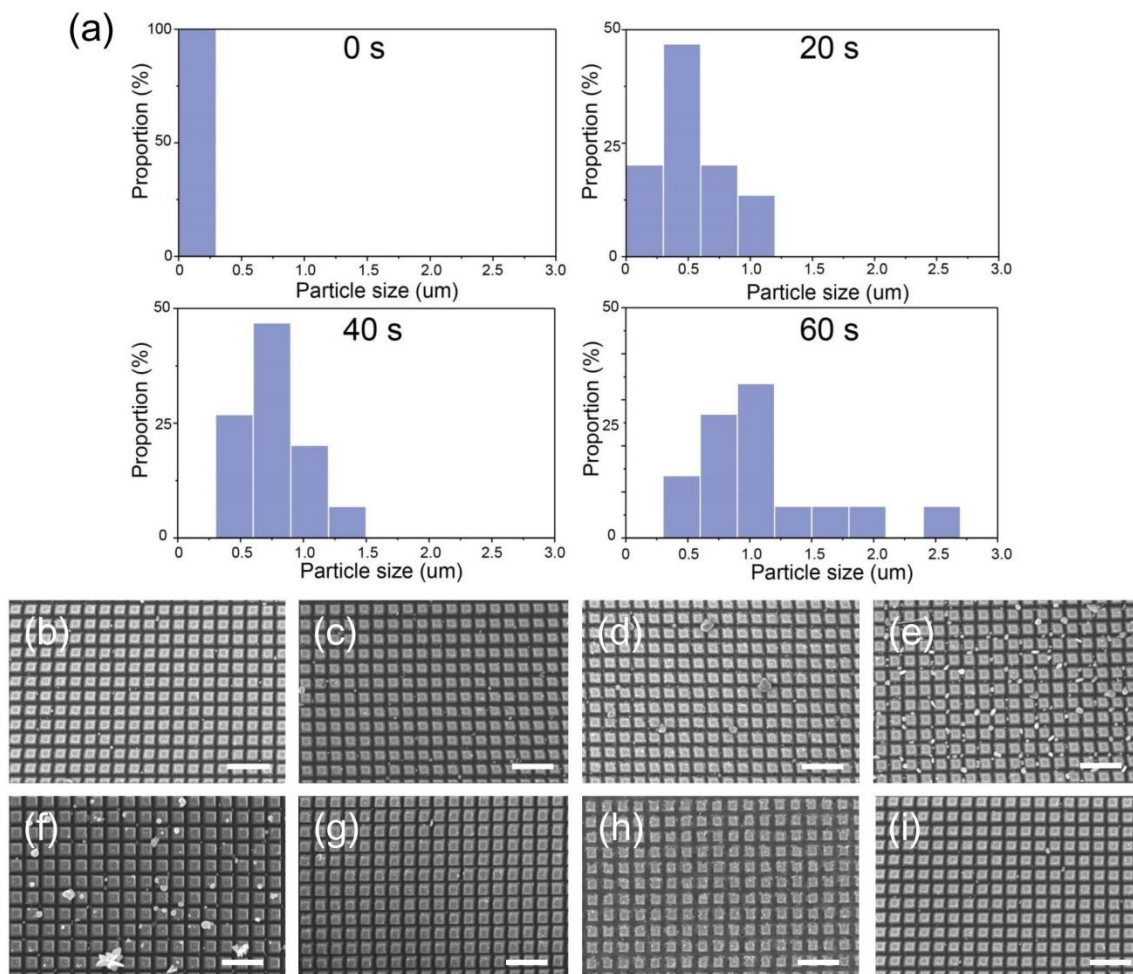 (a)
0 s
Proportion (%)
100
50
0
0 0.5 1.0 1.5 2.0 2.5 3.0
Particle size (um)
20 s
Proportion (%)
50
25
0
0 0.5 1.0 1.5 2.0 2.5 3.0
Particle size (um)
40 s
Proportion (%)
50
25
0
0 0.5 1.0 1.5 2.0 2.5 3.0
Particle size (um)
60 s
Proportion (%)
50
25
0
0 0.5 1.0 1.5 2.0 2.5 3.0
Particle size (um)
(b) (c) (d) (e)
(f) (g) (h) (i)